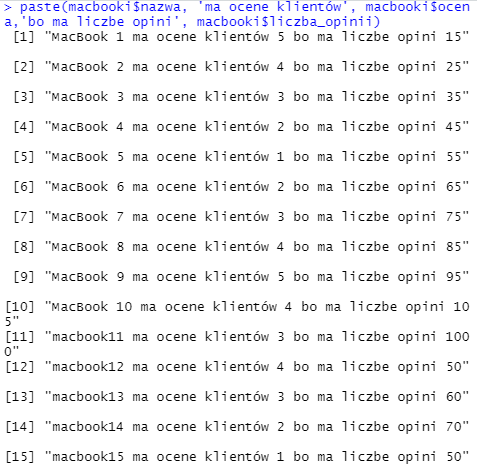 > paste(macbooki$nazwa, 'ma ocene klientów', macbooki$ocen
a,'bo ma liczbe opini', macbooki$liczba_opinii)
[1] "MacBook 1 ma ocene klientów 5 bo ma liczbe opini 15"
[2] "MacBook 2 ma ocene klientów 4 bo ma liczbe opini 25"
[3] "MacBook 3 ma ocene klientów 3 bo ma liczbe opini 35"
[4] "MacBook 4 ma ocene klientów 2 bo ma liczbe opini 45"
[5] "MacBook 5 ma ocene klientów 1 bo ma liczbe opini 55"
[6] "MacBook 6 ma ocene klientów 2 bo ma liczbe opini 65"
[7] "MacBook 7 ma ocene klientów 3 bo ma liczbe opini 75"
[8] "MacBook 8 ma ocene klientów 4 bo ma liczbe opini 85"
[9] "MacBook 9 ma ocene klientów 5 bo ma liczbe opini 95"
[10] "MacBook 10 ma ocene klientów 4 bo ma liczbe opini 10
5"
[11] "macbook11 ma ocene klientów 3 bo ma liczbe opini 100
0"
[12] "macbook12 ma ocene klientów 4 bo ma liczbe opini 50"
[13] "macbook13 ma ocene klientów 3 bo ma liczbe opini 60"
[14] "macbook14 ma ocene klientów 2 bo ma liczbe opini 70"
[15] "macbook15 ma ocene klientów 1 bo ma liczbe opini 50"